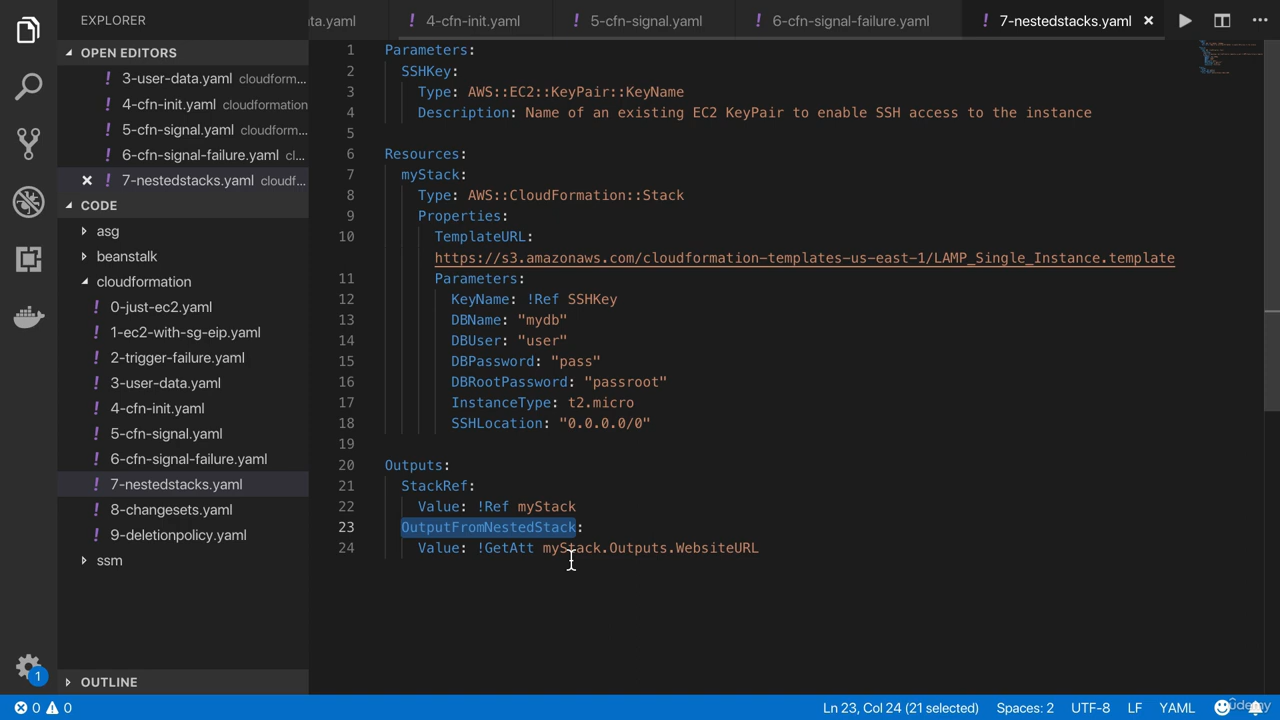 EXPLORER
OPEN EDITORS
3-user-data.yaml cloudform...
4-cfn-init.yaml cloudformation
5-cfn-signal.yaml cloudform...
6-cfn-signal-failure.yaml cl...
7-nestedstacks.yaml cloudf...
CODE
asg
beanstalk
cloudformation
0-just-ec2.yaml
1-ec2-with-sg-eip.yaml
2-trigger-failure.yaml
3-user-data.yaml
4-cfn-init.yaml
5-cfn-signal.yaml
6-cfn-signal-failure.yaml
7-nestedstacks.yaml
8-changesets.yaml
9-deletionpolicy.yaml
ssm
OUTLINE
1
ata.yaml
4-cfn-init.yaml
5-cfn-signal.yaml
6-cfn-signal-failure.yaml
7-nestedstacks.yaml
1 Parameters:
2 SSHKey:
3 Type: AWS::EC2::KeyPair::KeyName
4 Description: Name of an existing EC2 KeyPair to enable SSH access to the instance
5
6 Resources:
7 myStack:
8 Type: AWS::CloudFormation::Stack
9 Properties:
10 TemplateURL:
https://s3.amazonaws.com/cloudformation-templates-us-east-1/LAMP_Single_Instance.template
11 Parameters:
12 KeyName: !Ref SSHKey
13 DBName: "mydb"
14 DBUser: "user"
15 DBPassword: "pass"
16 DBRootPassword: "passroot"
17 InstanceType: t2.micro
18 SSHLocation: "0.0.0.0/0"
19
20 Outputs:
21 StackRef:
22 Value: !Ref myStack
23 OutputFromNestedStack:
24 Value: !GetAtt myStack.Outputs.WebsiteURL
0 0 Ln 23, Col 24 (21 selected) Spaces: 2 UTF-8 LF YAML
Udemy